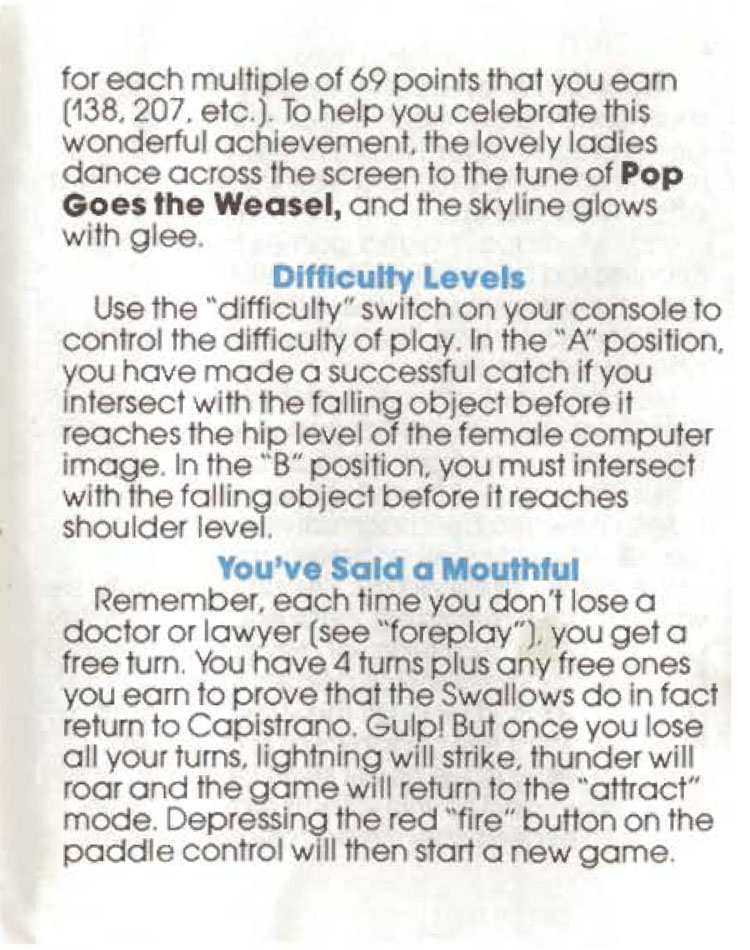 for each multiple of 69 points that you earn
(138, 207, etc.). To help you celebrate this
wonderful achievement, the lovely ladies
dance across the screen to the tune of Pop
Goes the Weasel, and the skyline glows
with glee.
Difficulty Levels
Use the "difficulty" switch on your console to
control the difficulty of play. In the "A" position,
you have made a successful catch if you
intersect with the falling object before it
reaches the hip level of the female computer
image. In the "B" position, you must intersect
with the falling object before it reaches
shoulder level.
You've Said a Mouthful
Remember, each time you don't lose a
doctor or lawyer (see "foreplay"), you get a
free turn. You have 4 turns plus any free ones
you earn to prove that the Swallows do in fact
return to Capistrano. Gulp! But once you lose
all your turns, lightning will strike, thunder will
roar and the game will return to the "attract"
mode. Depressing the red "fire" button on the
paddle control will then start a new game.